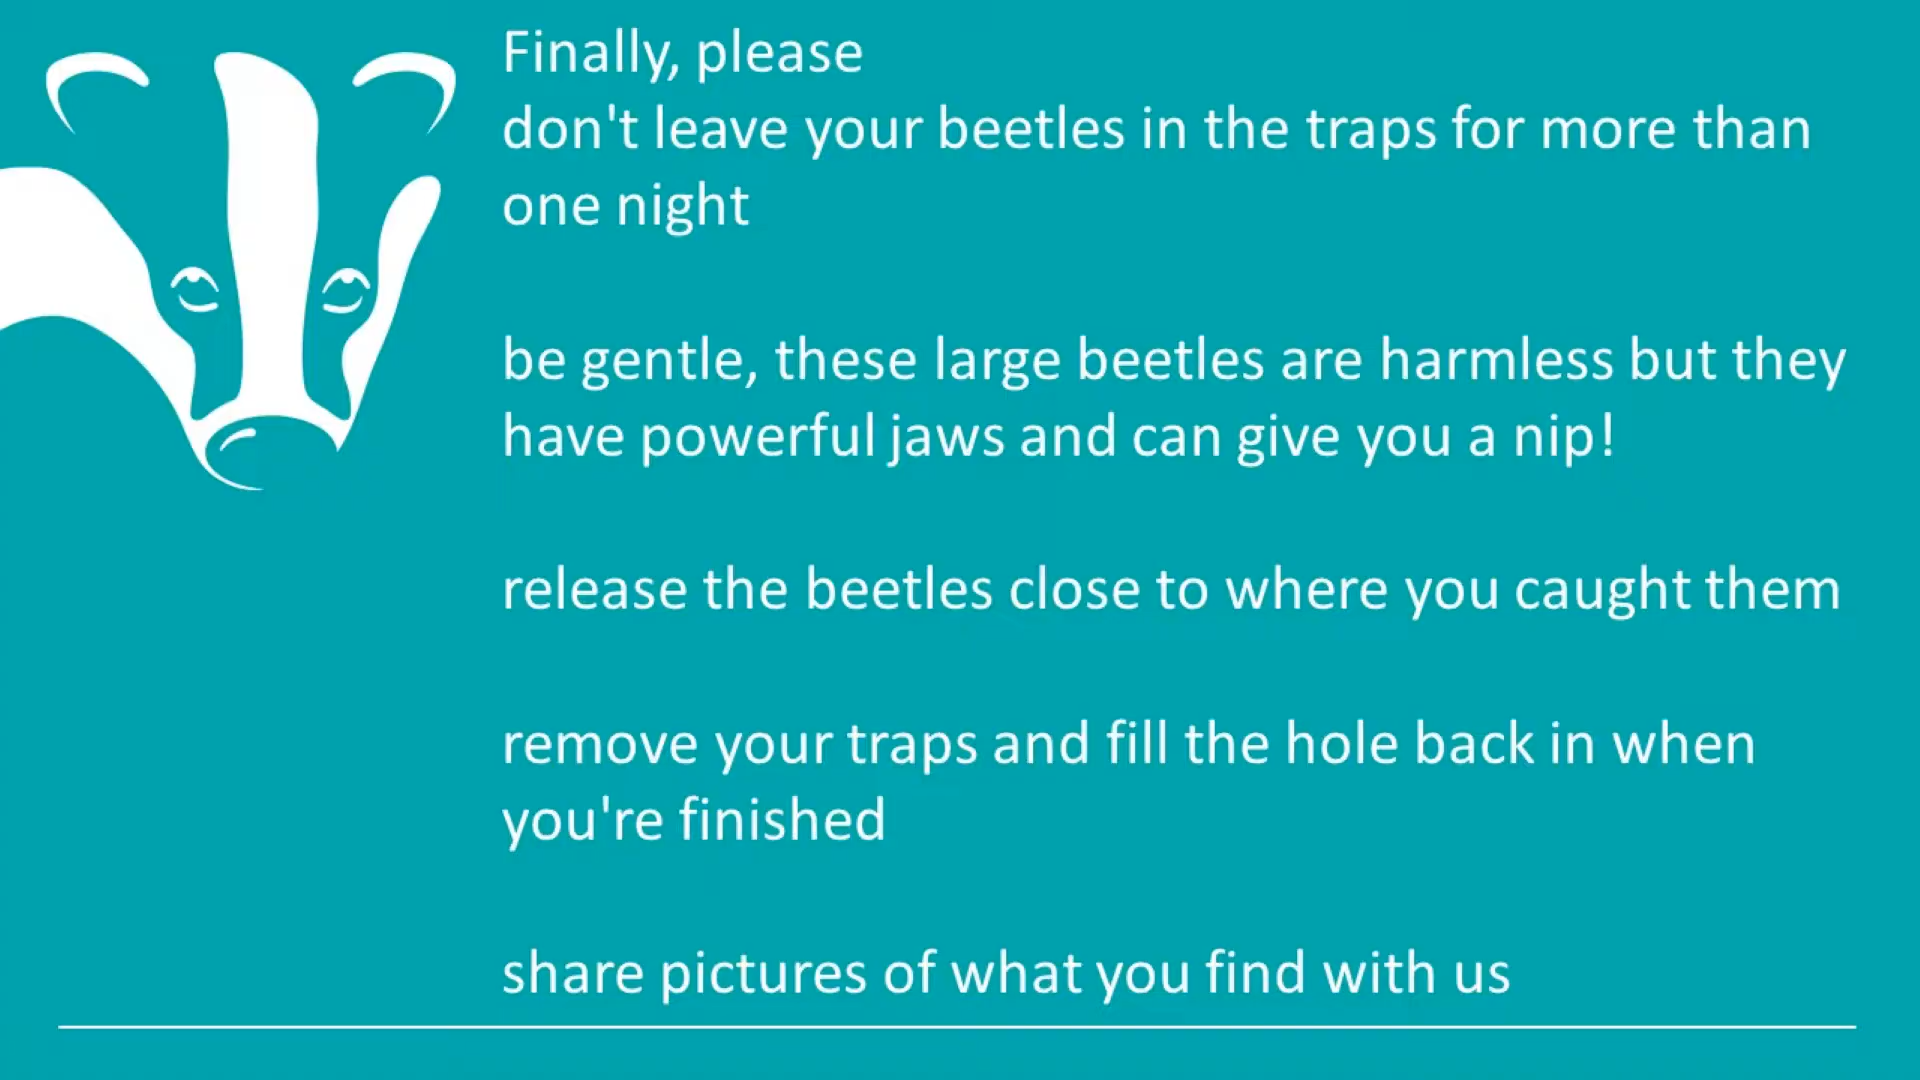 Finally, please
don't leave your beetles in the traps for more than
one night
be gentle, these large beetles are harmless but they
have powerful jaws and can give you a nip!
release the beetles close to where you caught them
remove your traps and fill the hole back in when
you're finished
share pictures of what you find with us